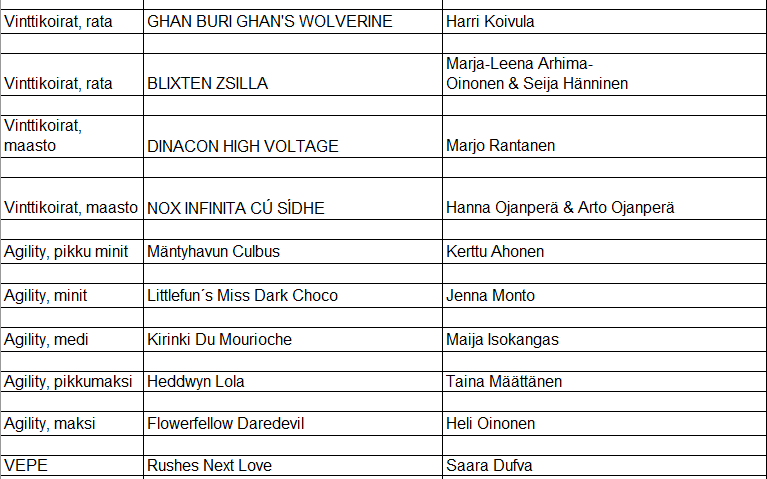 Vinttikoirat, rata GHAN BURI GHAN'S WOLVERINE Harri Koivula
Marja-Leena Arhima-
Vinttikoirat, rata BLIXTEN ZSILLA Oinonen & Seija Hänninen
Vinttikoirat,
maasto DINACON HIGH VOLTAGE Marjo Rantanen
Vinttikoirat, maasto NOX INFINITA CÚ SÍDHE Hanna Ojanperä & Arto Ojanperä
Agility, pikku minit Mäntyhavun Culbus Kerttu Ahonen
Agility, minit Littlefun´s Miss Dark Choco Jenna Monto
Agility, medi Kirinki Du Mourioche Maija Isokangas
Agility, pikkumaksi Heddwyn Lola Taina Määttänen
Agility, maksi Flowerfellow Daredevil Heli Oinonen
VEPE Rushes Next Love Saara Dufva